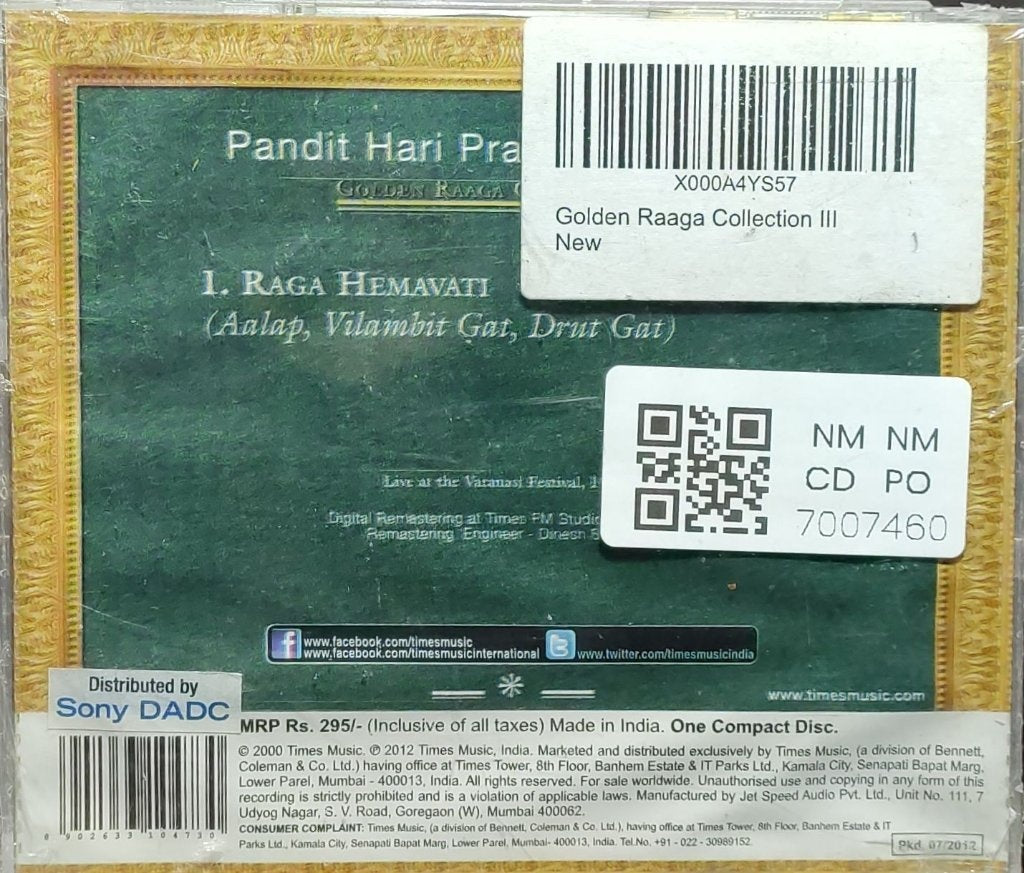 Pandit Hari Pra
GOLDEN RAAGA
X000A4YS57
Golden Raaga Collection III
New
1. RAGA HEMAVATI
(Aalap, Vilambit Gat, Drut Gat)
NM NM
CD PO
7007460
Live at the Varanasi Festival,
Digital Remastering at Times FM Studio
Remastering Engineer - Dinesh
www.facebook.com/timesmusic
www.facebook.com/timesmusicinternational
www.twitter.com/timesmusicindia
www.timesmusic.com
Distributed by
Sony DADC
MRP Rs. 295/- (Inclusive of all taxes) Made in India. One Compact Disc.
© 2000 Times Music. ℗ 2012 Times Music, India. Marketed and distributed exclusively by Times Music, (a division of Bennett,
Coleman & Co. Ltd.) having office at Times Tower, 8th Floor, Banhem Estate & IT Parks Ltd., Kamala City, Senapati Bapat Marg,
Lower Parel, Mumbai - 400013, India. All rights reserved. For sale worldwide. Unauthorised use and copying in any form of this
recording is strictly prohibited and is a violation of applicable laws. Manufactured by Jet Speed Audio Pvt. Ltd., Unit No. 111, 7
Udyog Nagar, S. V. Road, Goregaon (W), Mumbai 400062.
CONSUMER COMPLAINT: Times Music, (a division of Bennett, Coleman & Co. Ltd.), having office at Times Tower, 8th Floor, Banhem Estate & IT
Parks Ltd., Kamala City, Senapati Bapat Marg, Lower Parel, Mumbai- 400013, India. Tel.No. +91 - 022 - 30989152.
8 902633 104730
Pkd. 07/2012